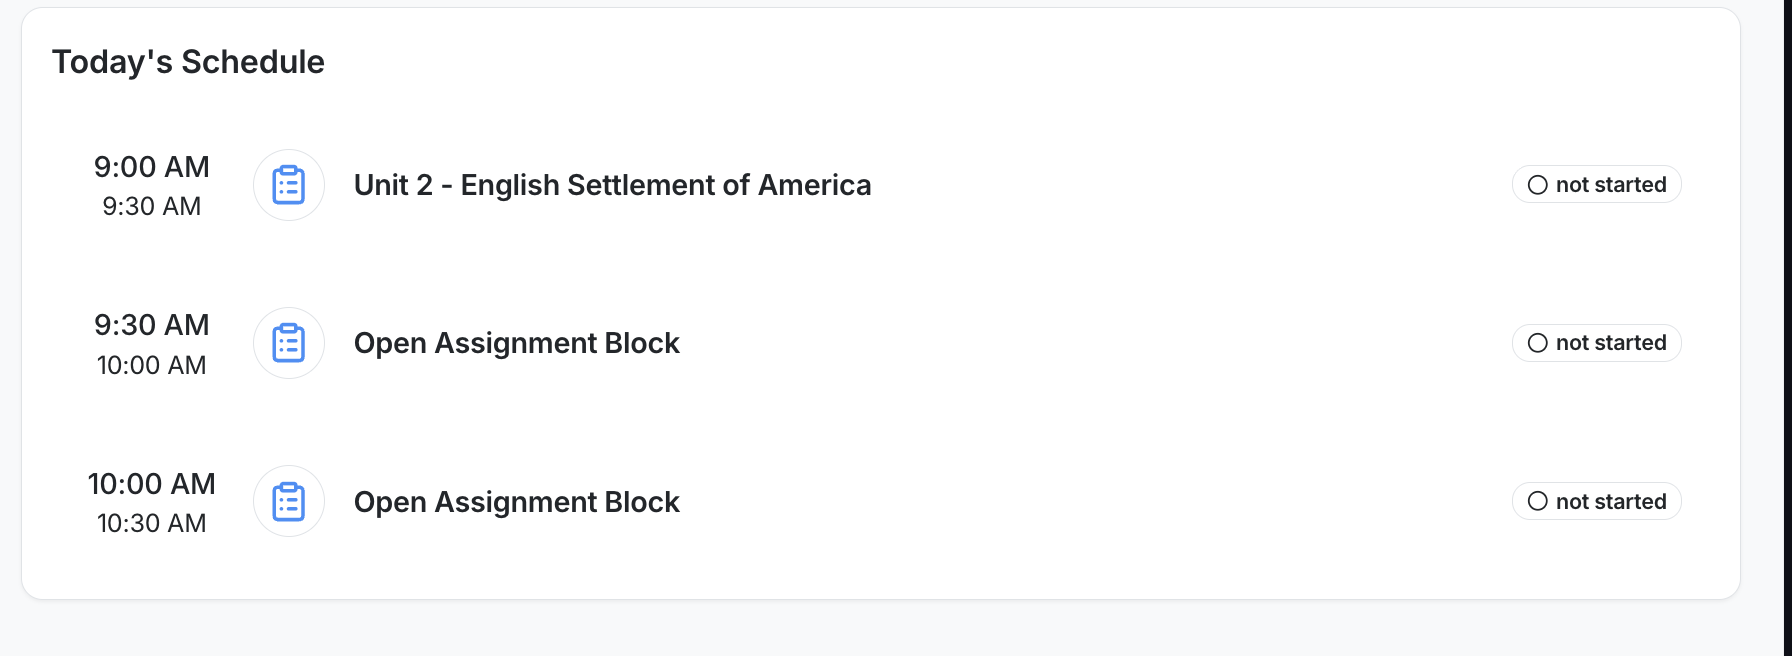 Today's Schedule
9:00 AM
9:30 AM
Unit 2 - English Settlement of America
not started
9:30 AM
10:00 AM
Open Assignment Block
not started
10:00 AM
10:30 AM
Open Assignment Block
not started